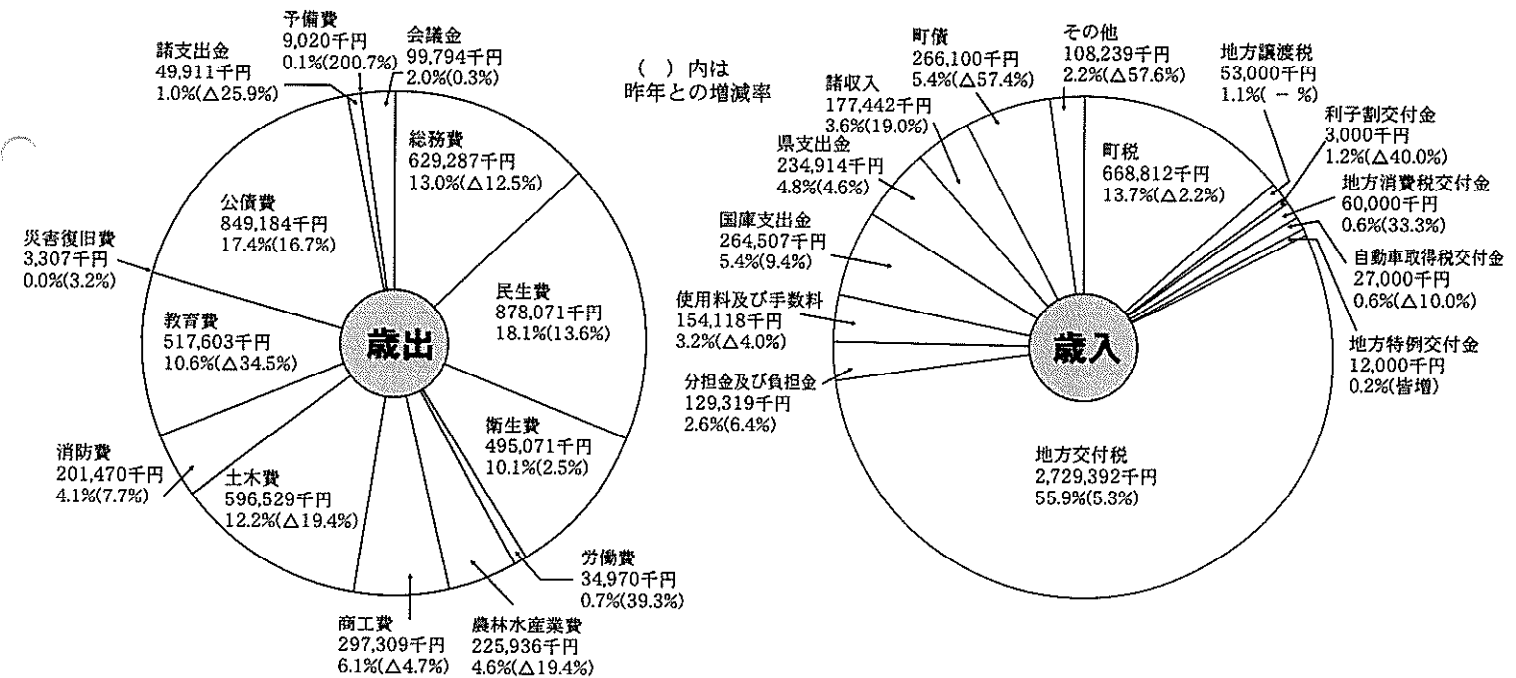 予備費
9,020千円
0.1%(200.7%)
会議金
99,794千円
2.0%(0.3%)
諸支出金
49,911千円
1.0%(△25.9%)
総務費
629,287千円
13.0%(△12.5%)
公債費
849,184千円
17.4%(16.7%)
災害復旧費
3,307千円
0.0%(3.2%)
民生費
878,071千円
18.1%(13.6%)
教育費
517,603千円
10.6%(△34.5%)
歳出
衛生費
495,071千円
10.1%(2.5%)
消防費
201,470千円
4.1%(7.7%)
土木費
596,529千円
12.2%(△19.4%)
労働費
34,970千円
0.7%(39.3%)
商工費
297,309千円
6.1%(△4.7%)
農林水産業費
225,936千円
4.6%(△19.4%)
( )内は
昨年との増減率
町債
266,100千円
5.4%(△57.4%)
その他
108,239千円
2.2%(△57.6%)
地方譲渡税
53,000千円
1.1%( − %)
諸収入
177,442千円
3.6%(19.0%)
利子割交付金
3,000千円
1.2%(△40.0%)
県支出金
234,914千円
4.8%(4.6%)
町税
668,812千円
13.7%(△2.2%)
地方消費税交付金
60,000千円
0.6%(33.3%)
国庫支出金
264,507千円
5.4%(9.4%)
自動車取得税交付金
27,000千円
0.6%(△10.0%)
使用料及び手数料
154,118千円
3.2%(△4.0%)
歳入
地方特例交付金
12,000千円
0.2%(皆増)
分担金及び負担金
129,319千円
2.6%(6.4%)
地方交付税
2,729,392千円
55.9%(5.3%)